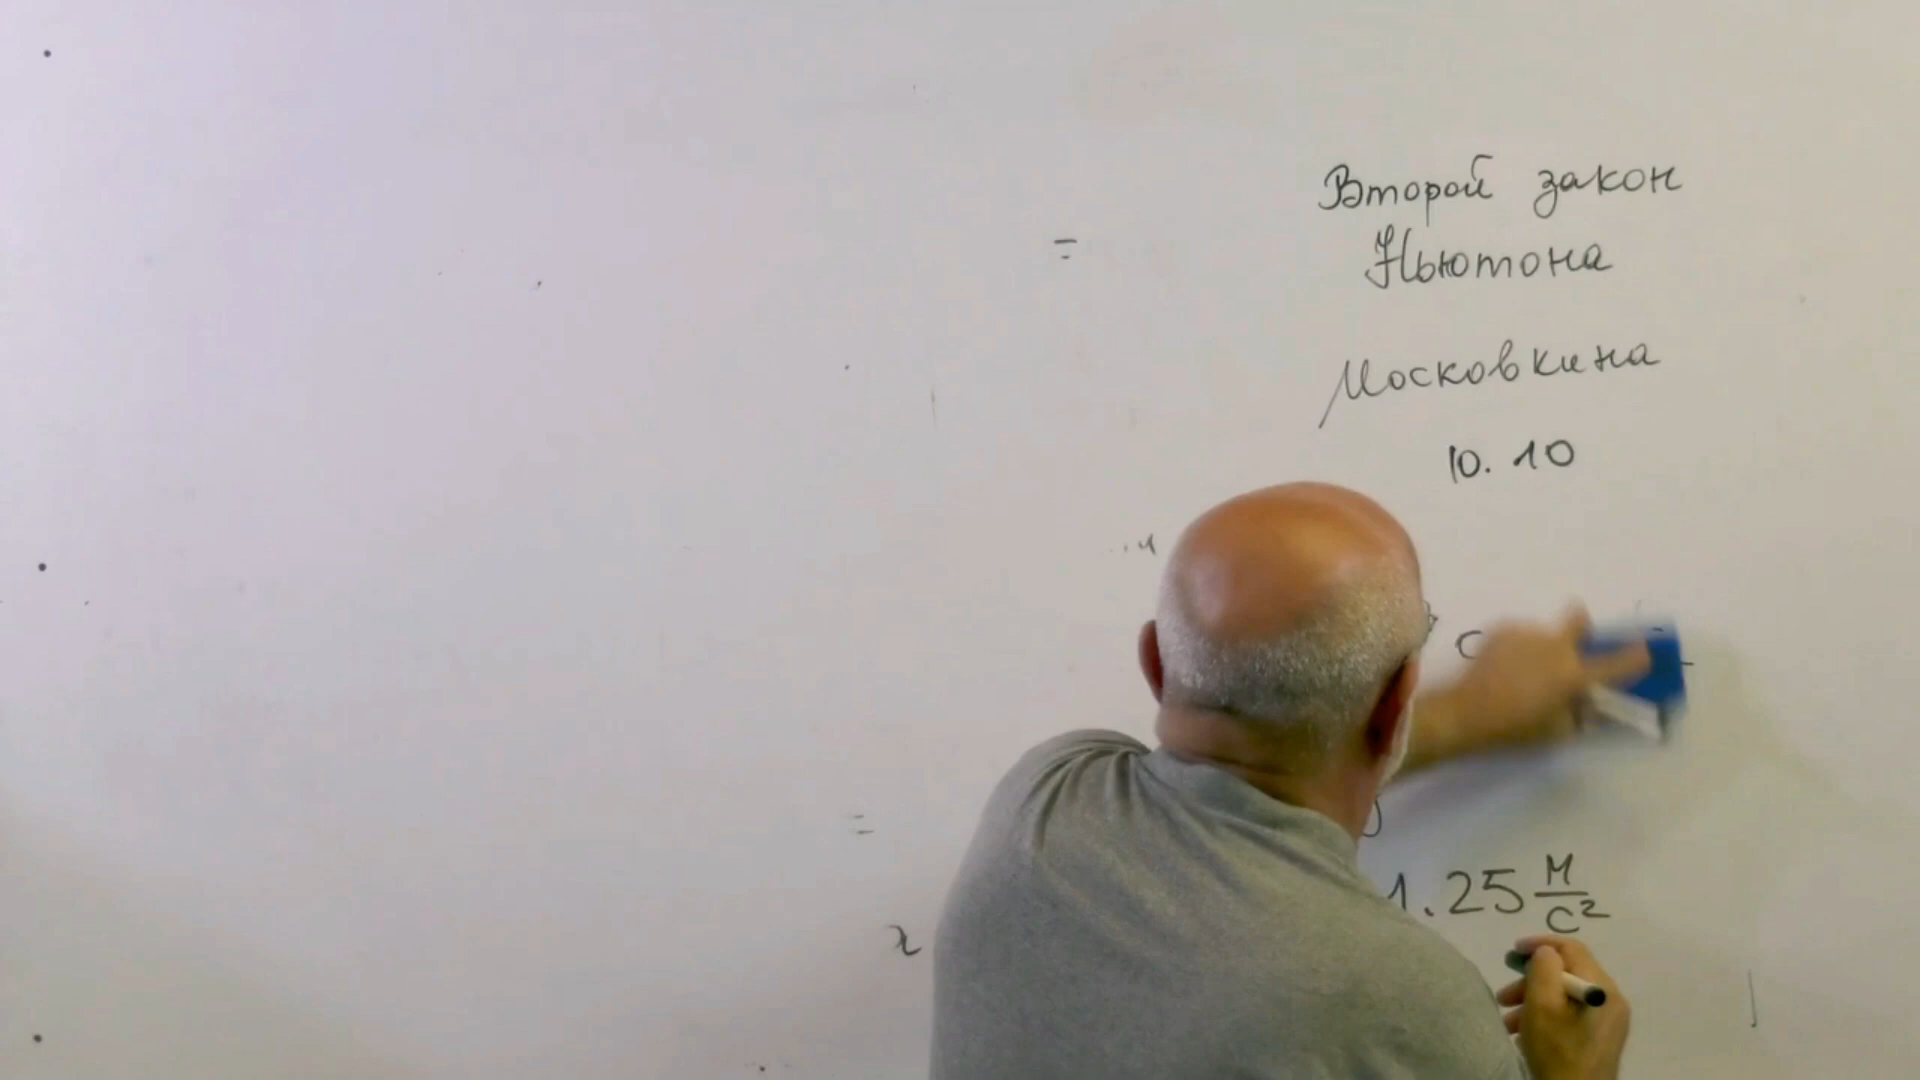 Второй закон
Ньютона
Московкина
10.10
1.25 м/с²